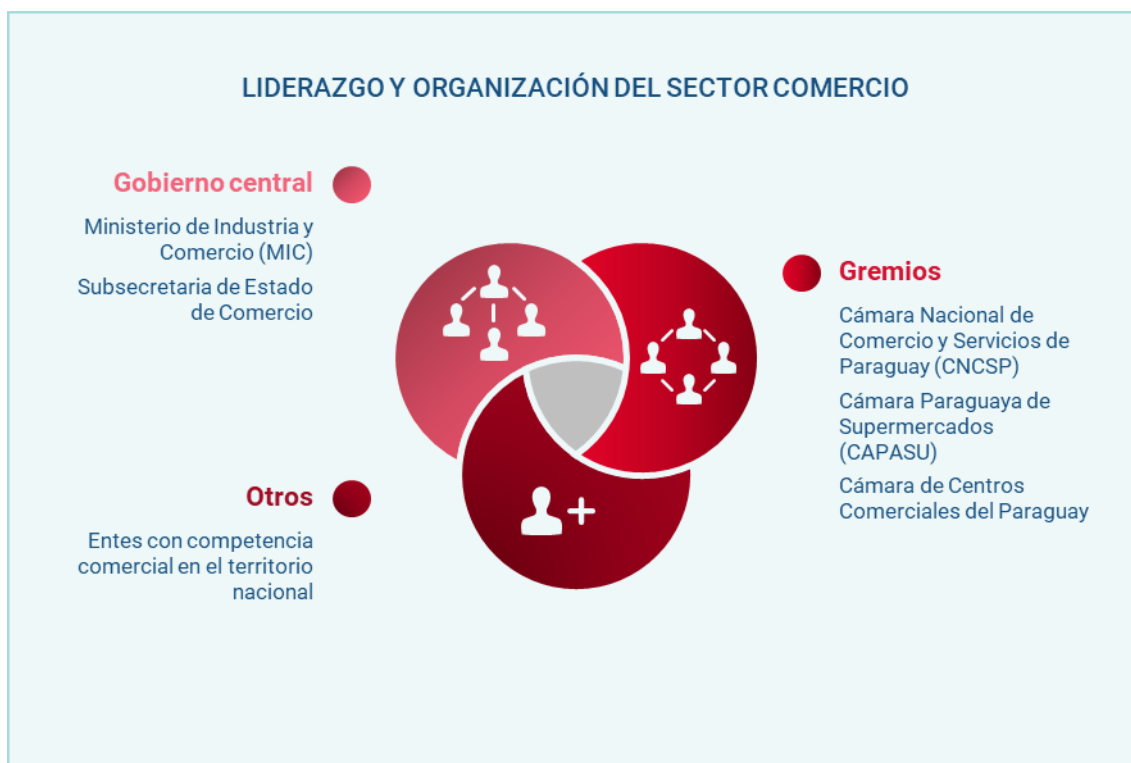 LIDERAZGO Y ORGANIZACIÓN DEL SECTOR COMERCIO
Gobierno central
Ministerio de Industria y
Comercio (MIC)
Subsecretaria de Estado
de Comercio
Gremios
Cámara Nacional de
Comercio y Servicios de
Paraguay (CNCSP)
Cámara Paraguaya de
Supermercados
(CAPASU)
Cámara de Centros
Comerciales del Paraguay
Otros
Entes con competencia
comercial en el territorio
nacional